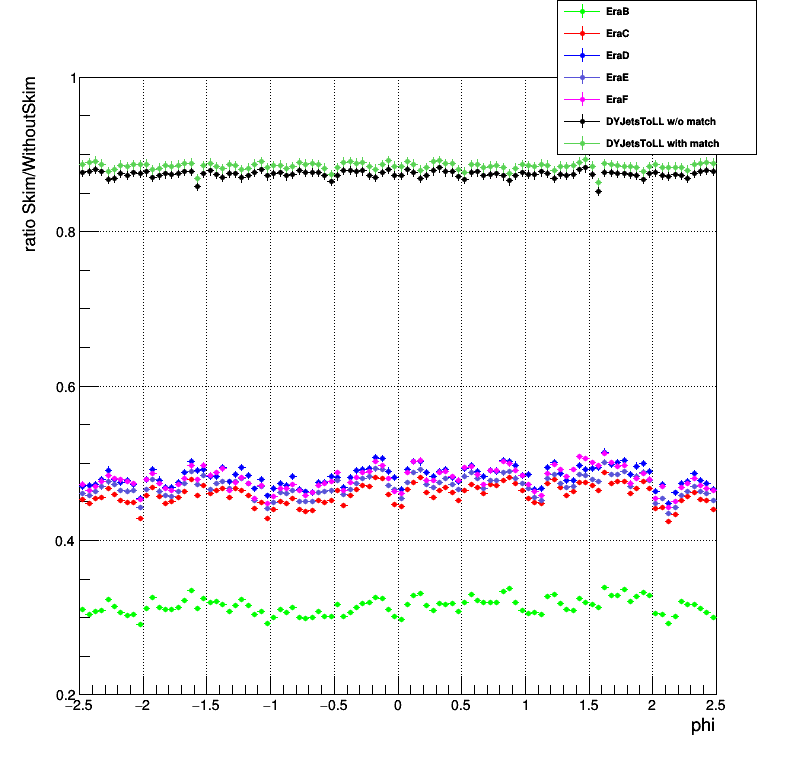 EraB
EraC
EraD
EraE
EraF
DYJetsToLL w/o match
DYJetsToLL with match
ratio Skim/WithoutSkim
1
0.8
0.6
0.4
0.2
−2.5 −2 −1.5 −1 −0.5 0 0.5 1 1.5 2 2.5
phi